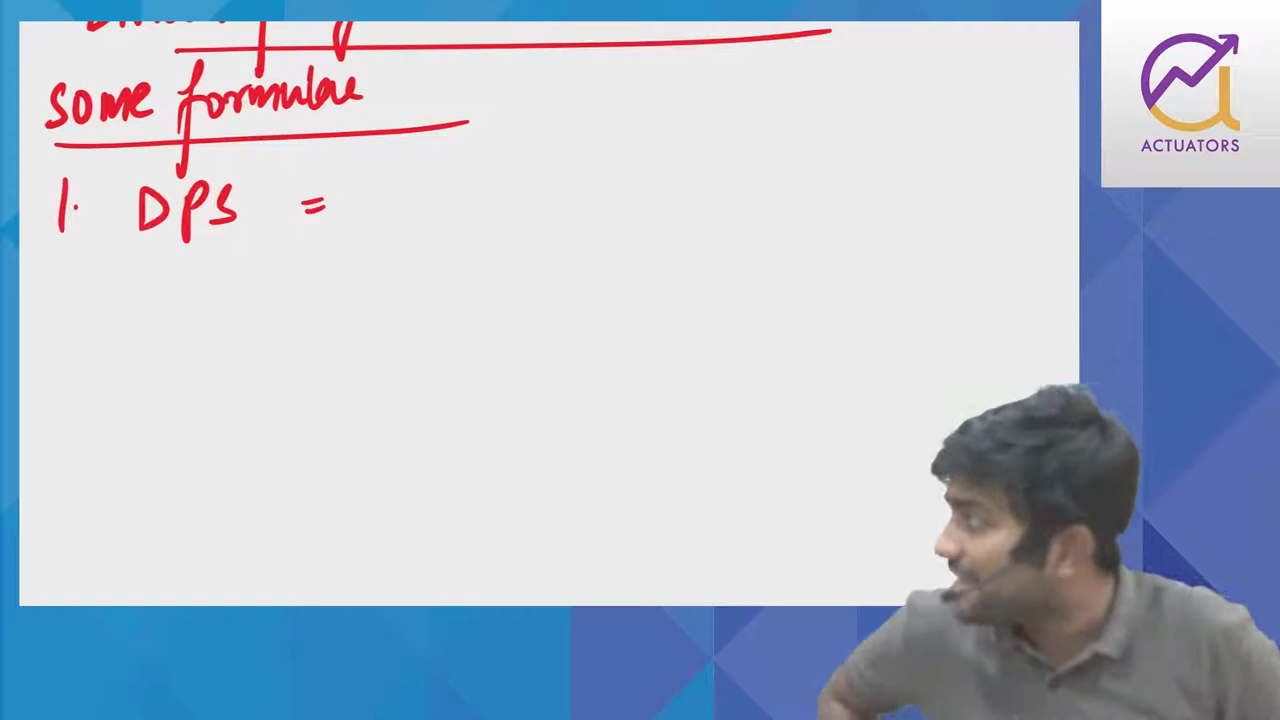 some formulae
1. DPS =
ACTUATORS